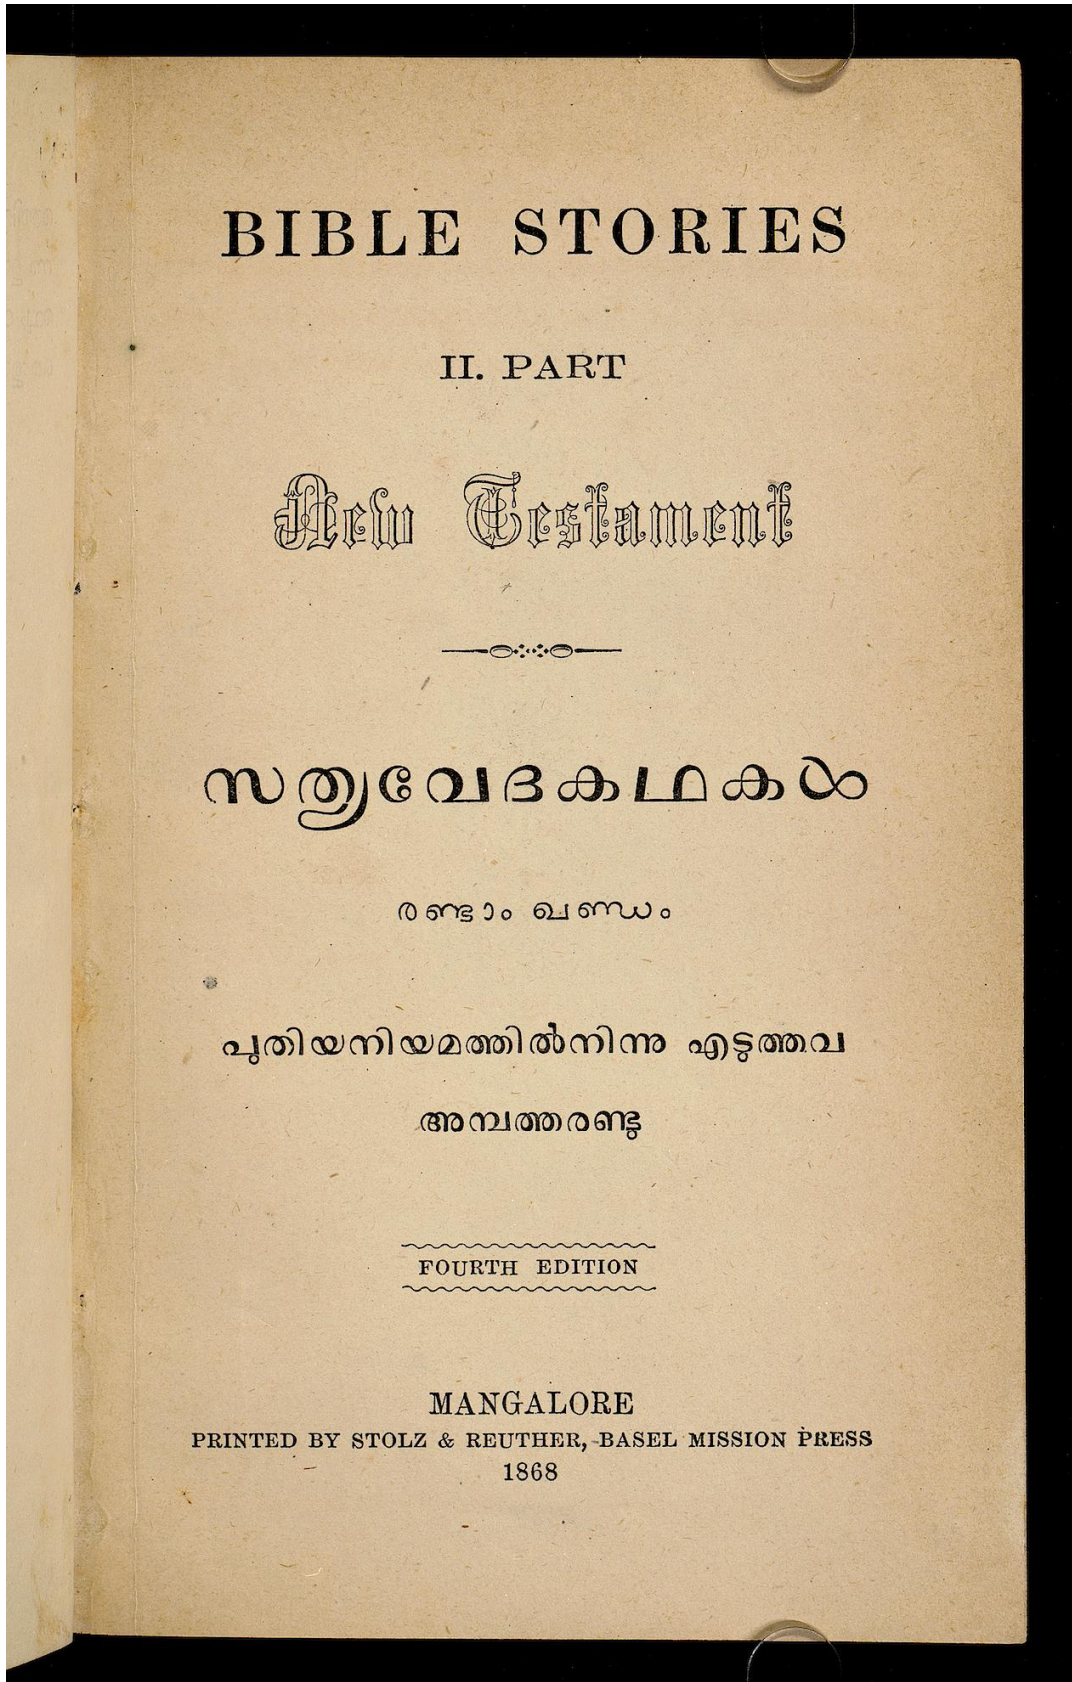 BIBLE STORIES
II. PART
New Testament
സത്യവേദകഥകൾ
രണ്ടാം ഖണ്ഡം
പുതിയനിയമത്തിൽനിന്നു എടുത്തവ
അമ്പത്തരണ്ടു
FOURTH EDITION
MANGALORE
PRINTED BY STOLZ & REUTHER, BASEL MISSION PRESS
1868